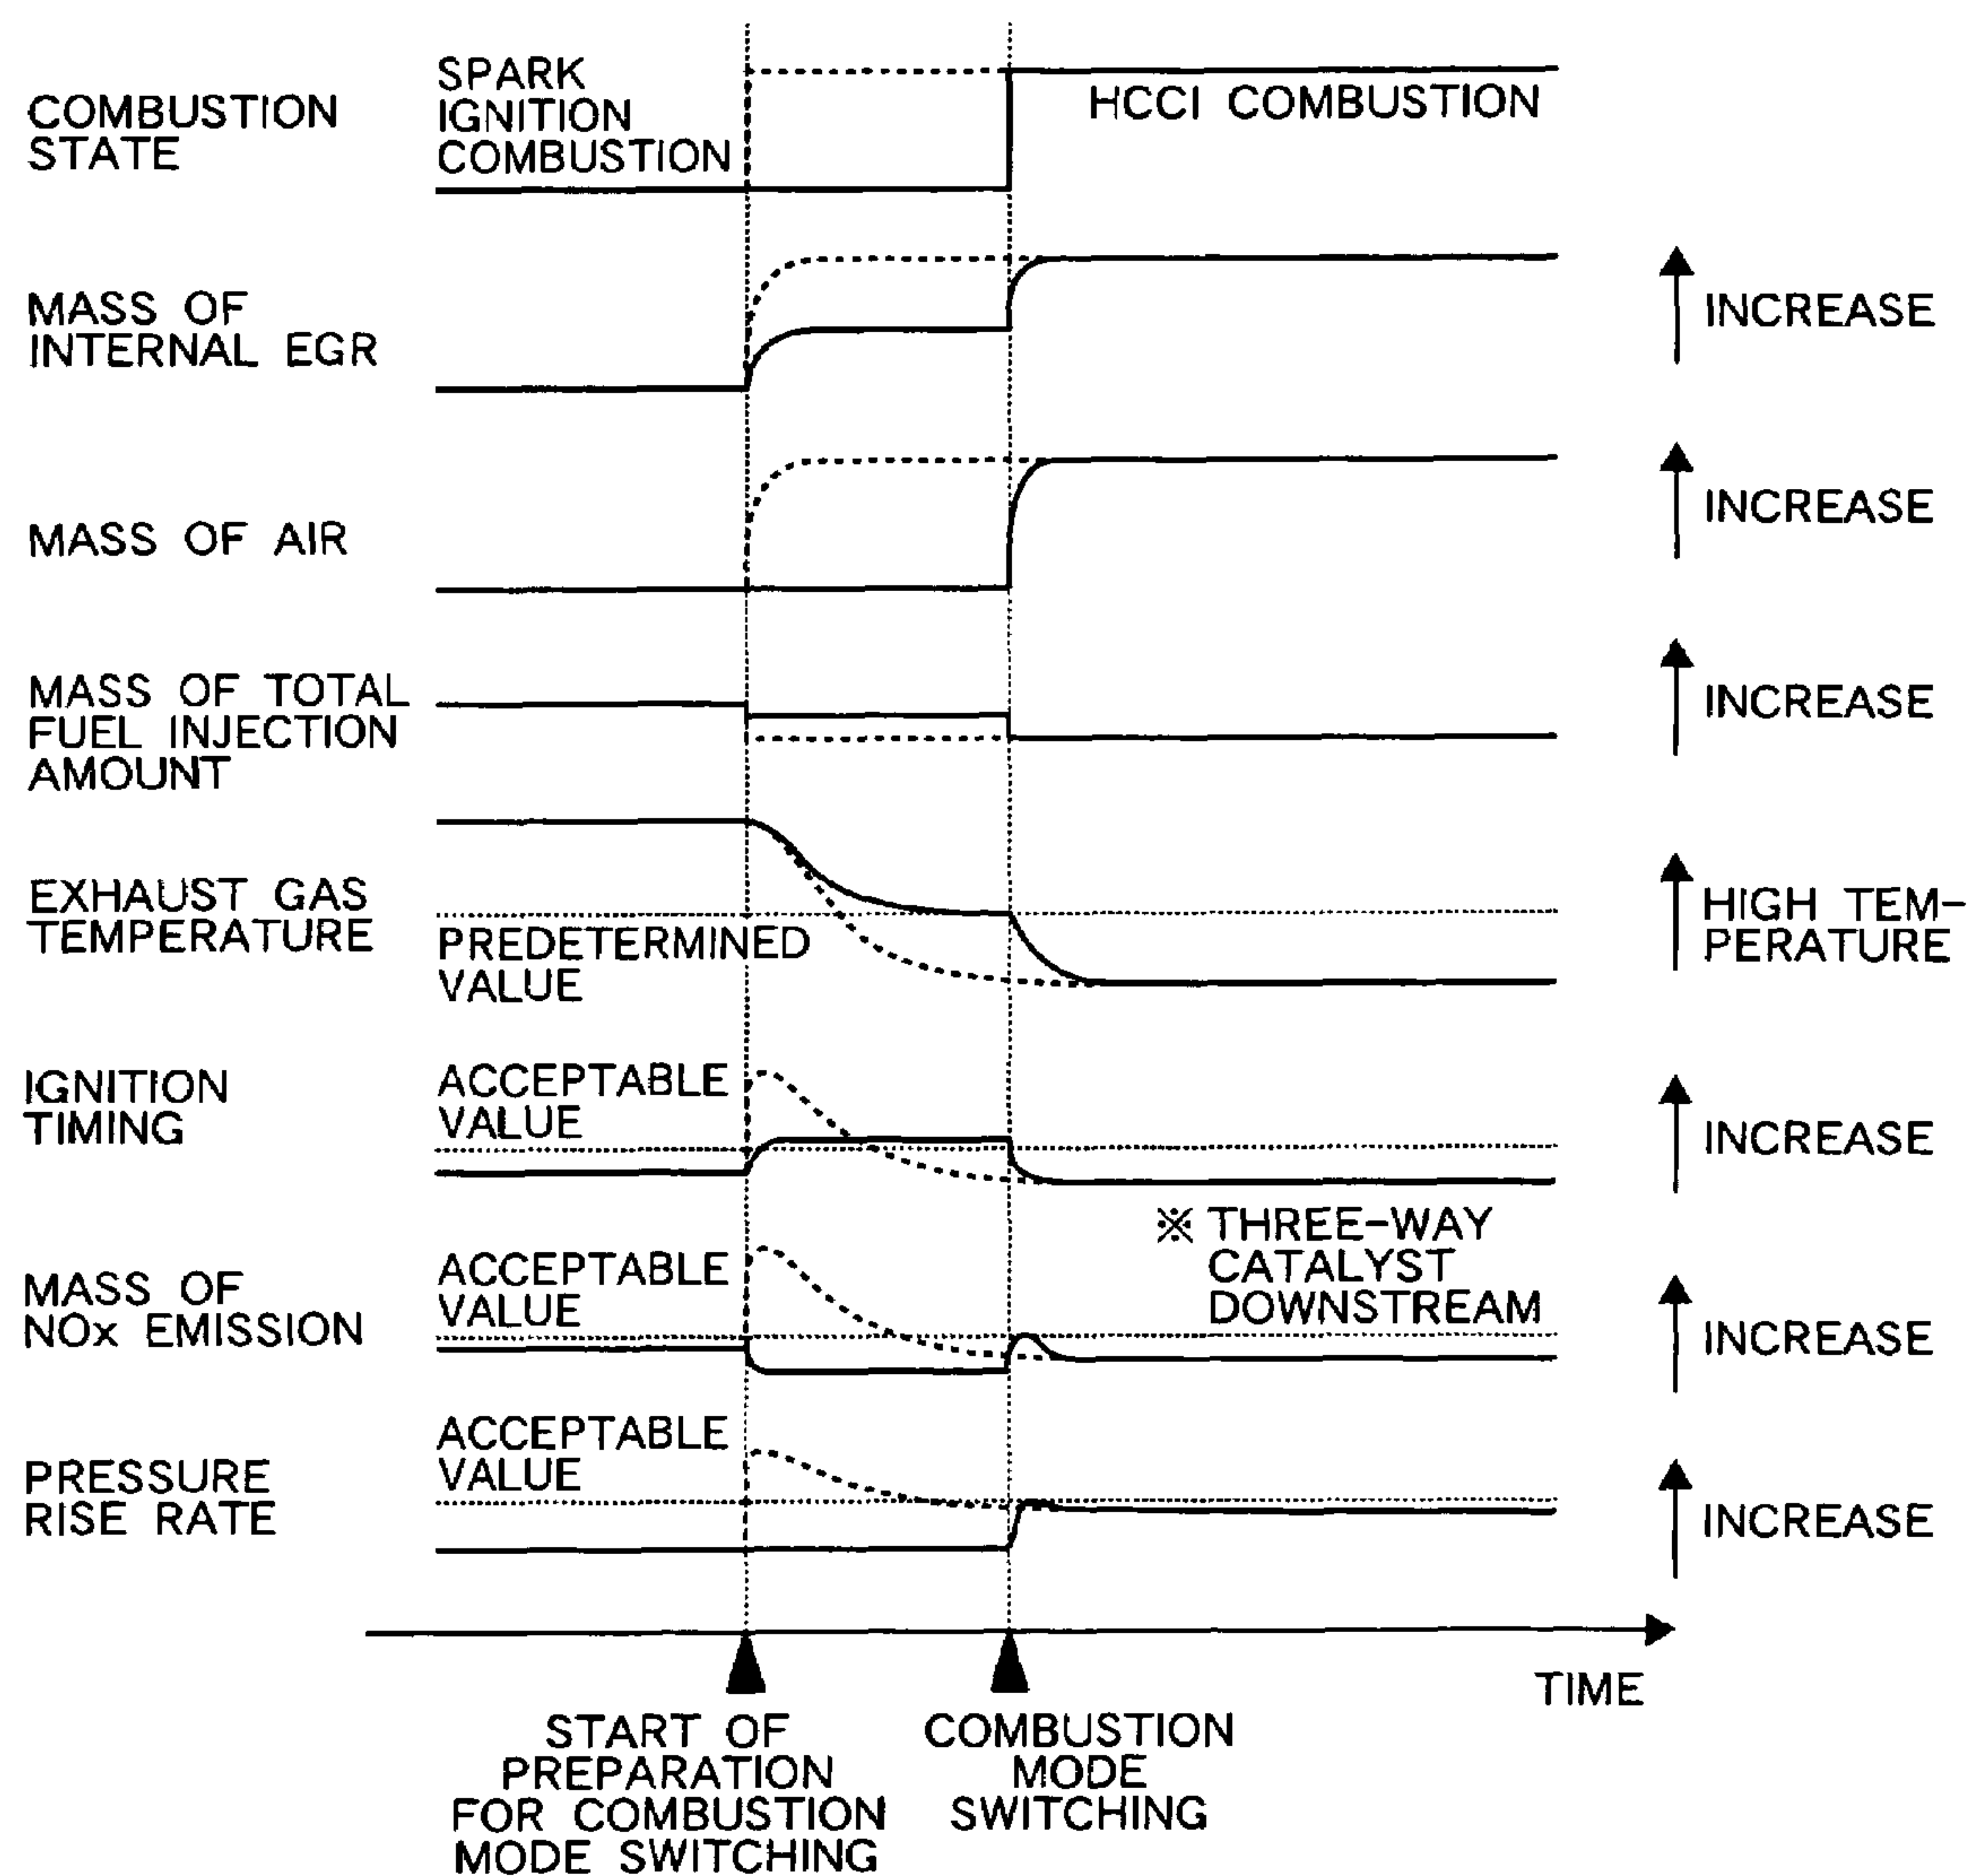 COMBUSTION
STATE
SPARK
IGNITION
COMBUSTION
HCCI COMBUSTION
MASS OF
INTERNAL EGR
INCREASE
MASS OF AIR
INCREASE
MASS OF TOTAL
FUEL INJECTION
AMOUNT
INCREASE
EXHAUST GAS
TEMPERATURE
PREDETERMINED
VALUE
HIGH TEM-
PERATURE
IGNITION
TIMING
ACCEPTABLE
VALUE
INCREASE
※ THREE-WAY
CATALYST
DOWNSTREAM
MASS OF
NOx EMISSION
ACCEPTABLE
VALUE
INCREASE
PRESSURE
RISE RATE
ACCEPTABLE
VALUE
INCREASE
TIME
START OF
PREPARATION
FOR COMBUSTION
MODE SWITCHING
COMBUSTION
MODE
SWITCHING